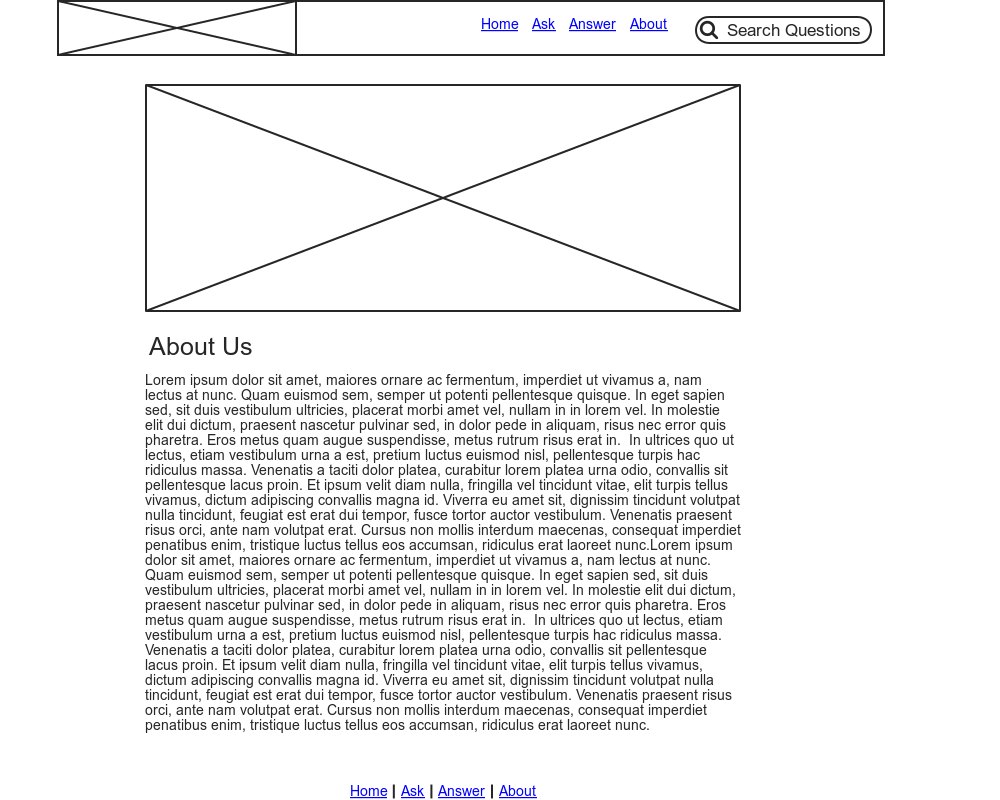 Home Ask Answer About Search Questions
About Us
Lorem ipsum dolor sit amet, maiores ornare ac fermentum, imperdiet ut vivamus a, nam
lectus at nunc. Quam euismod sem, semper ut potenti pellentesque quisque. In eget sapien
sed, sit duis vestibulum ultricies, placerat morbi amet vel, nullam in in lorem vel. In molestie
elit dui dictum, praesent nascetur pulvinar sed, in dolor pede in aliquam, risus nec error quis
pharetra. Eros metus quam augue suspendisse, metus rutrum risus erat in.  In ultrices quo ut
lectus, etiam vestibulum urna a est, pretium luctus euismod nisl, pellentesque turpis hac
ridiculus massa. Venenatis a taciti dolor platea, curabitur lorem platea urna odio, convallis sit
pellentesque lacus proin. Et ipsum velit diam nulla, fringilla vel tincidunt vitae, elit turpis tellus
vivamus, dictum adipiscing convallis magna id. Viverra eu amet sit, dignissim tincidunt volutpat
nulla tincidunt, feugiat est erat dui tempor, fusce tortor auctor vestibulum. Venenatis praesent
risus orci, ante nam volutpat erat. Cursus non mollis interdum maecenas, consequat imperdiet
penatibus enim, tristique luctus tellus eos accumsan, ridiculus erat laoreet nunc.Lorem ipsum
dolor sit amet, maiores ornare ac fermentum, imperdiet ut vivamus a, nam lectus at nunc.
Quam euismod sem, semper ut potenti pellentesque quisque. In eget sapien sed, sit duis
vestibulum ultricies, placerat morbi amet vel, nullam in in lorem vel. In molestie elit dui dictum,
praesent nascetur pulvinar sed, in dolor pede in aliquam, risus nec error quis pharetra. Eros
metus quam augue suspendisse, metus rutrum risus erat in.  In ultrices quo ut lectus, etiam
vestibulum urna a est, pretium luctus euismod nisl, pellentesque turpis hac ridiculus massa.
Venenatis a taciti dolor platea, curabitur lorem platea urna odio, convallis sit pellentesque
lacus proin. Et ipsum velit diam nulla, fringilla vel tincidunt vitae, elit turpis tellus vivamus,
dictum adipiscing convallis magna id. Viverra eu amet sit, dignissim tincidunt volutpat nulla
tincidunt, feugiat est erat dui tempor, fusce tortor auctor vestibulum. Venenatis praesent risus
orci, ante nam volutpat erat. Cursus non mollis interdum maecenas, consequat imperdiet
penatibus enim, tristique luctus tellus eos accumsan, ridiculus erat laoreet nunc.
Home | Ask | Answer | About